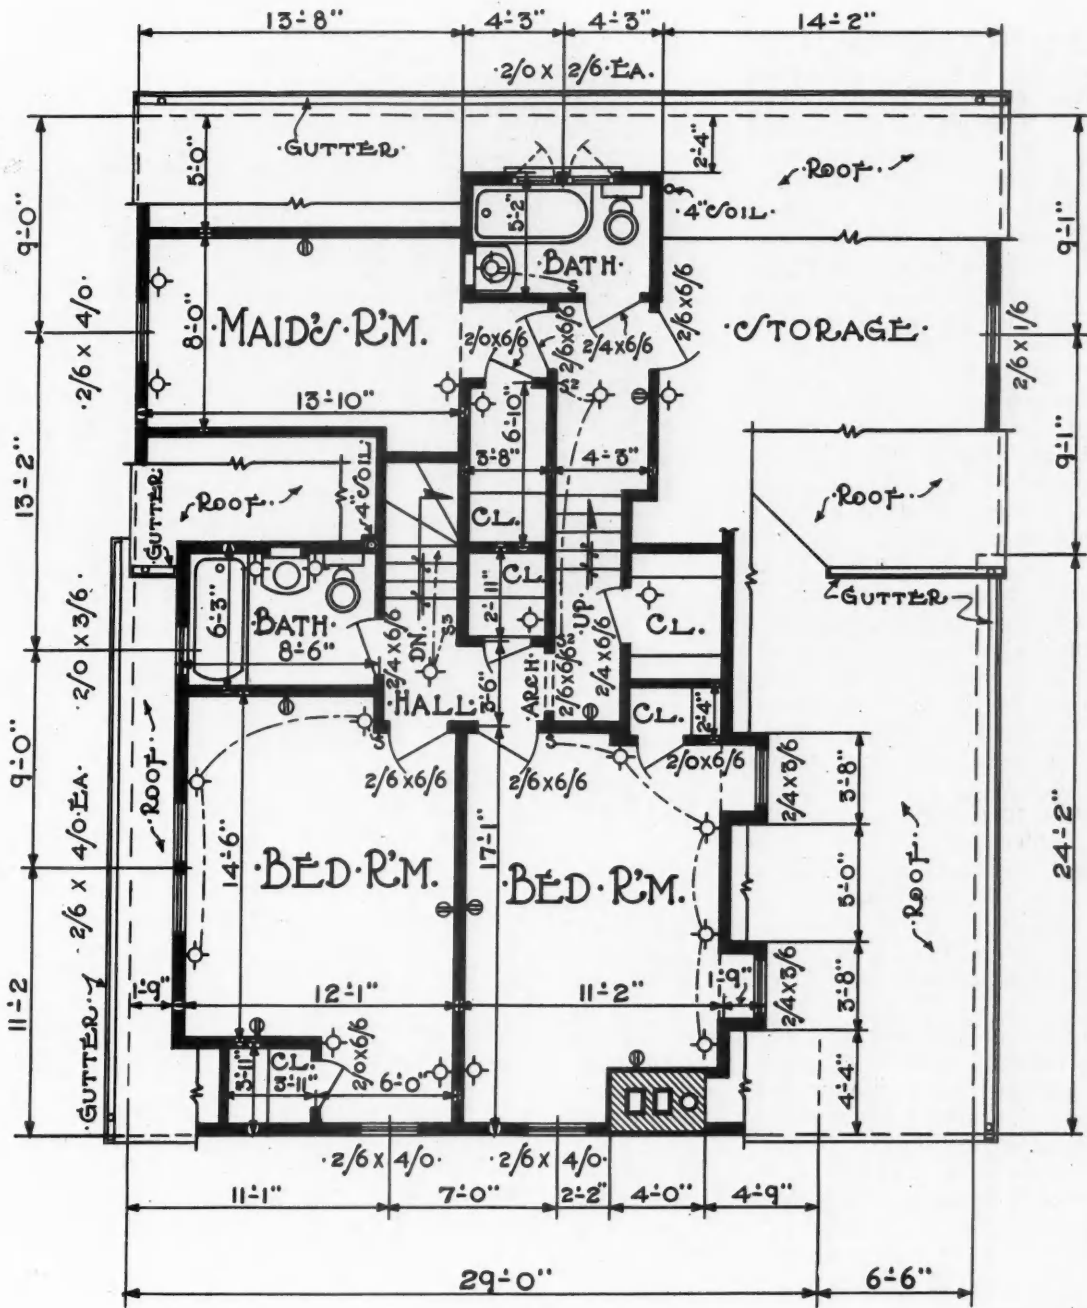 13'-8" 4'-3" 4'-3" 14'-2"
·2/0 X 2/6·EA.
·GUTTER·
·ROOF·
5'-0"
2'-4"
·4"SOIL·
5'-2"
9'-0"
9'-1"
·BATH·
S
·2/6 X 4/0·
8'-0"
·MAID'S·R'M.
2/0X6/6
2/6X6/6
2/4X6/6
2/6X6/6
·STORAGE·
2/6 X 1/6
S2
13'-10"
6'-10"
3'-8"
4'-3"
13'-2"
9'-1"
4" SOIL
GUTTER·
·ROOF·
CL.
·ROOF·
CL.
2'-11"
·GUTTER·
6'-3"
·BATH·
8'-6"
2/4X6/6
DN.
S3
·UP·
S2
CL.
2/0 X 3/6
·HALL·
3'-6"
ARCH
2/6X6/6
2/4X6/6
CL.
2'-4"
9'-0"
S
S
2/6X6/6
2/6X6/6
2/0X6/6
2/4X3/6
3'-8"
·ROOF·
·2/6 X 4/0·EA.
14'-6"
17'-1"
·BED·R'M.
·BED·R'M.
5'-0"
·ROOF·
24'-2"
11'-2
1'-9"
12'-1"
11'-2"
1'-9"
2/4X3/6
3'-8"
·GUTTER·
3'-11"
CL.
3'-11"
2/0X6/6
6'-0"
4'-4"
·2/6 X 4/0·
·2/6 X 4/0·
11'-1" 7'-0" 2'-2" 4'-0" 4'-9"
29'-0" 6'-6"